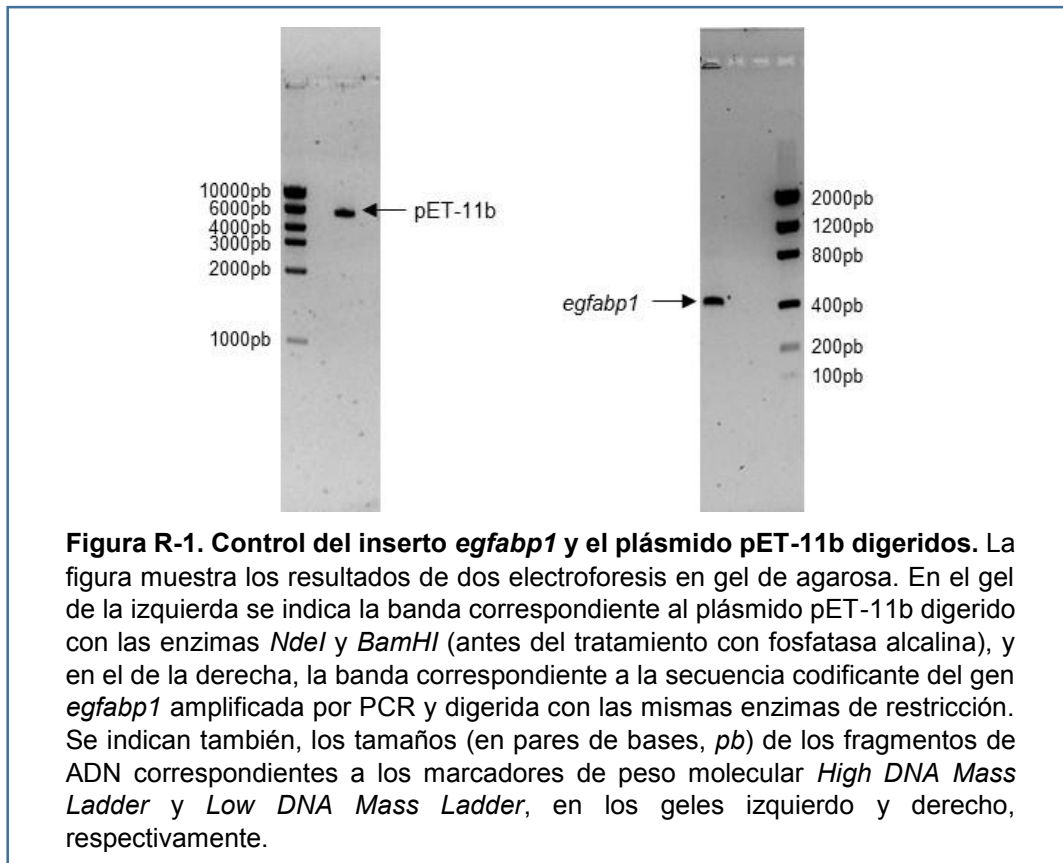 10000pb
6000pb
4000pb
3000pb
2000pb
1000pb
pET-11b
egfabp1
2000pb
1200pb
800pb
400pb
200pb
100pb
Figura R-1. Control del inserto egfabp1 y el plásmido pET-11b digeridos. La
figura muestra los resultados de dos electroforesis en gel de agarosa. En el gel
de la izquierda se indica la banda correspondiente al plásmido pET-11b digerido
con las enzimas NdeI y BamHI (antes del tratamiento con fosfatasa alcalina), y
en el de la derecha, la banda correspondiente a la secuencia codificante del gen
egfabp1 amplificada por PCR y digerida con las mismas enzimas de restricción.
Se indican también, los tamaños (en pares de bases, pb) de los fragmentos de
ADN correspondientes a los marcadores de peso molecular High DNA Mass
Ladder y Low DNA Mass Ladder, en los geles izquierdo y derecho,
respectivamente.